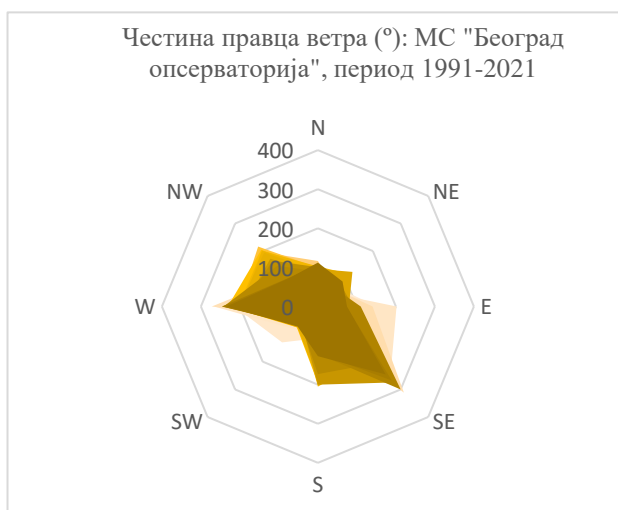 Честина правца ветра (º): МС "Београд
опсерваторија", период 1991-2021
N
400
NW
300
NE
200
100
W
0
E
SW
SE
S